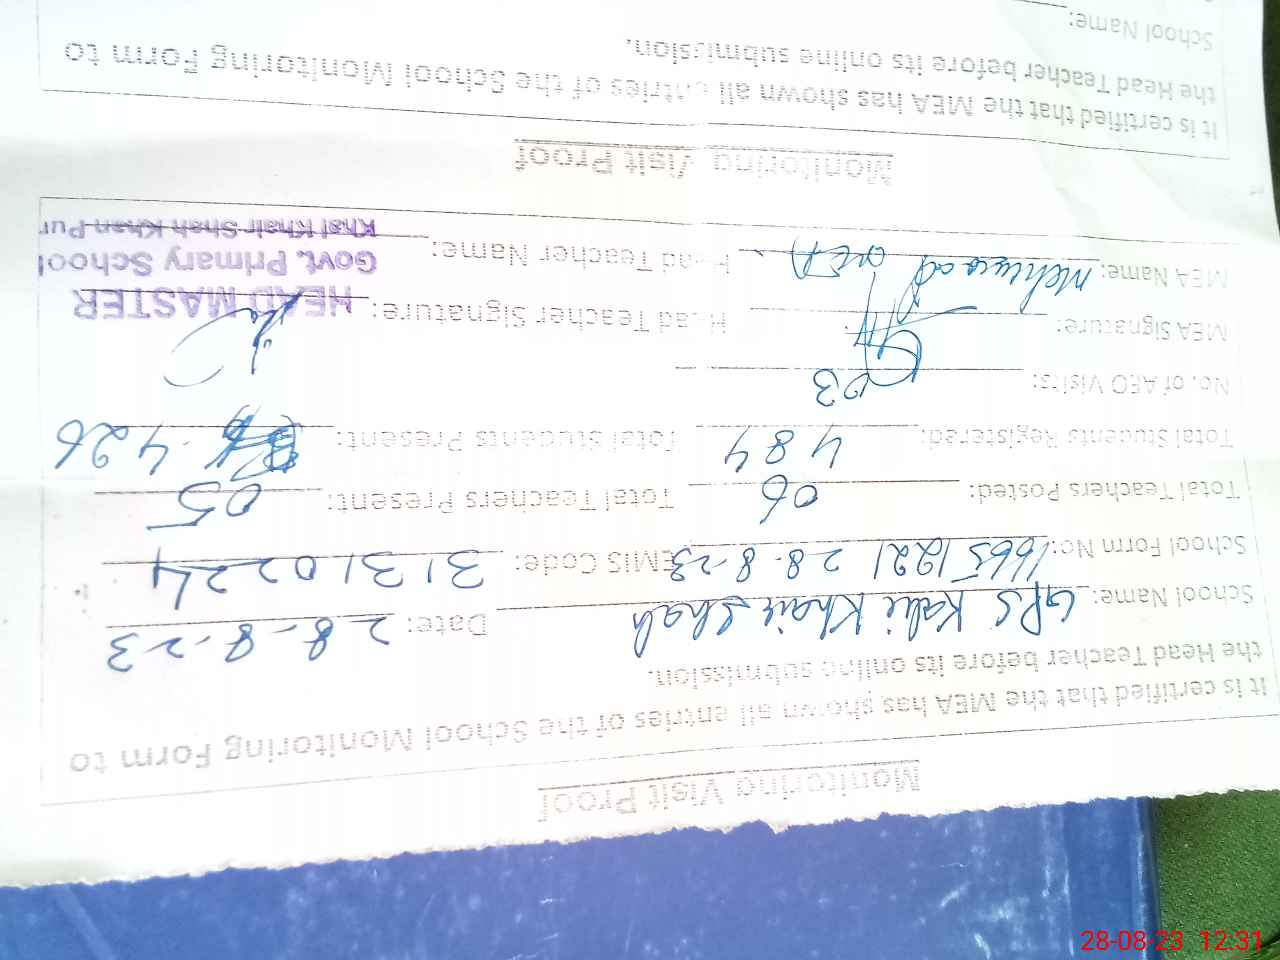 Monitoring Visit Proof
It is certified that the MEA has shown all entries of the School Monitoring Form to
the Head Teacher before its online submission.
School Name: GPS Kahi Khair Shah Date: 28-8-23
School Form No: 16651221 28.8.23 EMIS Code: 31310224
Total Teachers Posted: 06 Total Teachers Present: 05
Total Students Registered: 484 Total Students Present: 426
No. of AEO Visits: 03
MEA Signature: Head Teacher Signature: HEAD MASTER
MEA Name: Mehmood Head Teacher Name: Govt. Primary School
Khai Khair Shah Khan Pur
Monitoring Visit Proof
It is certified that the MEA has shown all entries of the School Monitoring Form to
the Head Teacher before its online submission.
School Name:
28-08-23 12:31